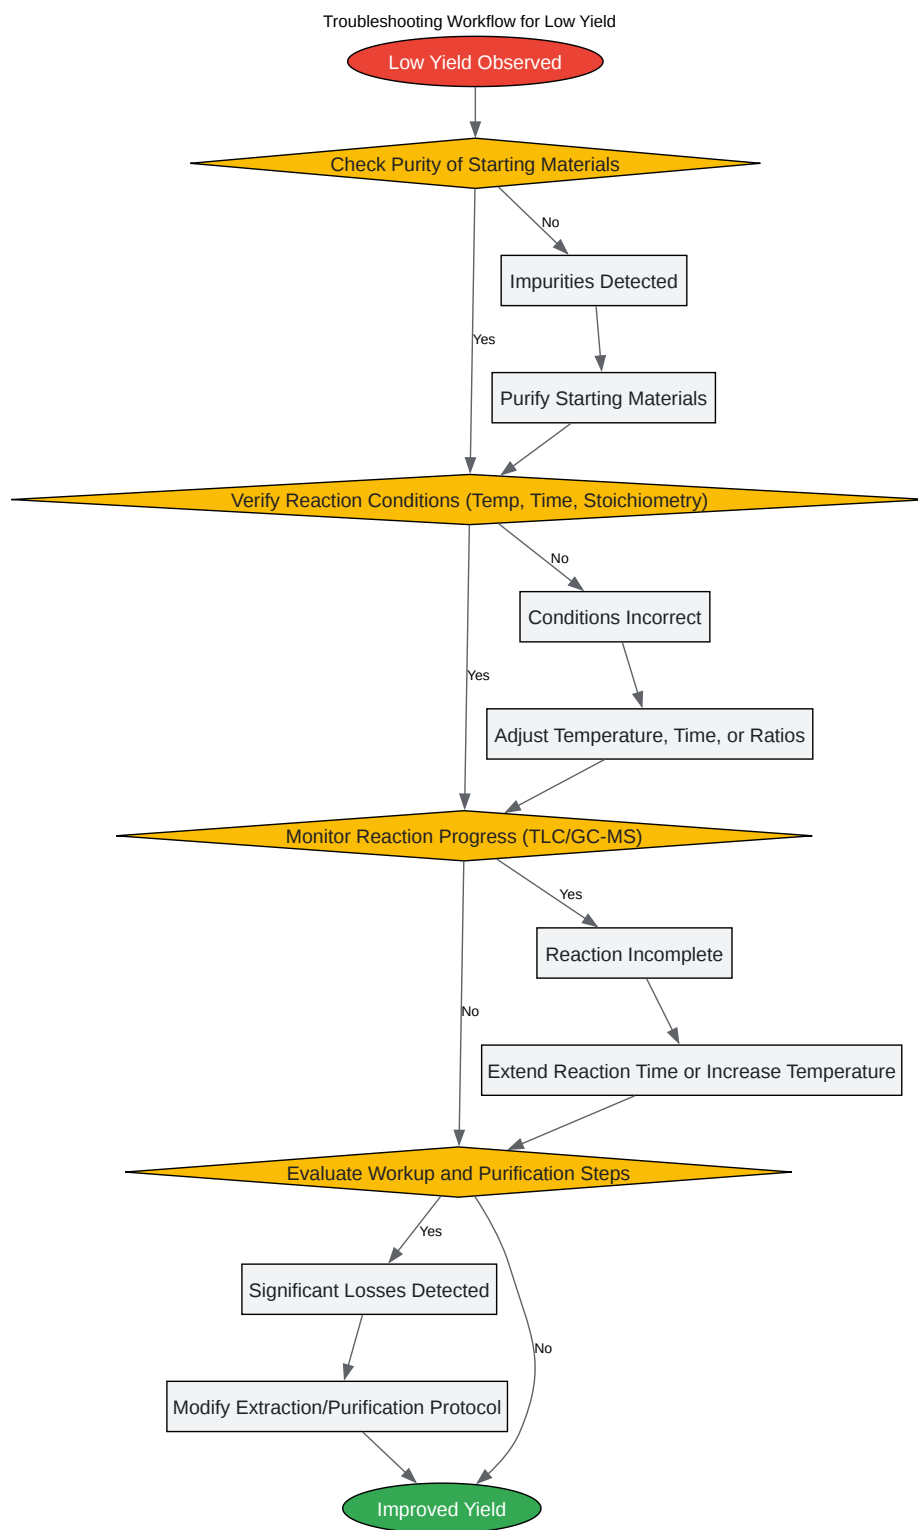 Troubleshooting Workflow for Low Yield
Low Yield Observed
Check Purity of Starting Materials
No
Impurities Detected
Yes
Purify Starting Materials
Verify Reaction Conditions (Temp, Time, Stoichiometry)
No
Conditions Incorrect
Yes
Adjust Temperature, Time, or Ratios
Monitor Reaction Progress (TLC/GC-MS)
Yes
Reaction Incomplete
No
Extend Reaction Time or Increase Temperature
Evaluate Workup and Purification Steps
Yes
Significant Losses Detected
No
Modify Extraction/Purification Protocol
Improved Yield